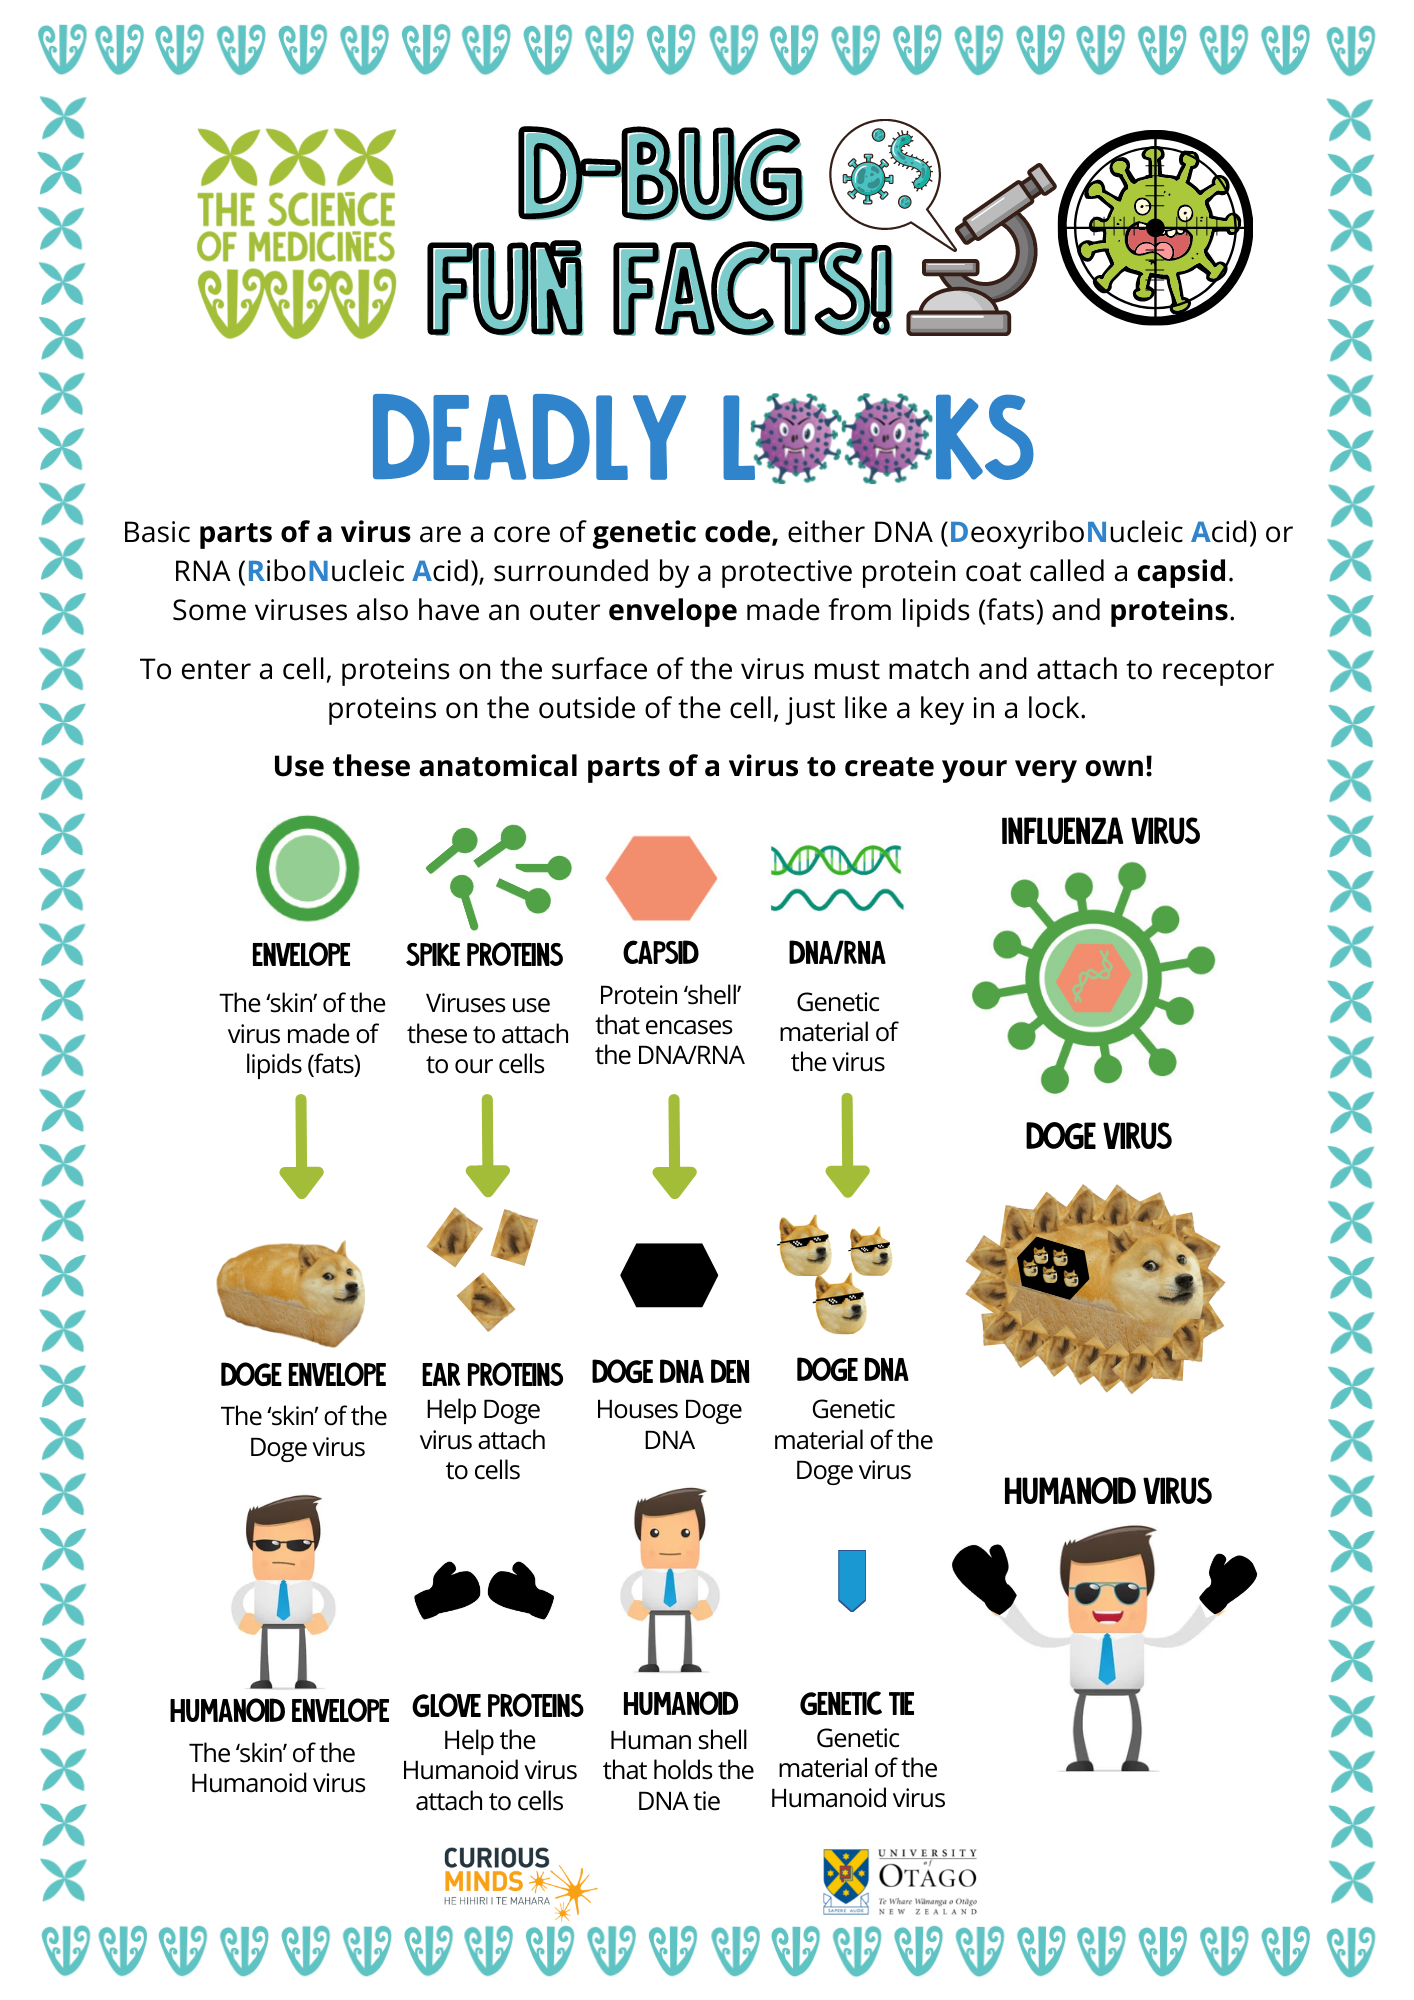 THE SCIENCE
OF MEDICINES
D-BUG
FUN FACTS!
DEADLY LOOKS
Basic parts of a virus are a core of genetic code, either DNA (DeoxyriboNucleic Acid) or
RNA (RiboNucleic Acid), surrounded by a protective protein coat called a capsid.
Some viruses also have an outer envelope made from lipids (fats) and proteins.
To enter a cell, proteins on the surface of the virus must match and attach to receptor
proteins on the outside of the cell, just like a key in a lock.
Use these anatomical parts of a virus to create your very own!
ENVELOPE
The ‘skin’ of the
virus made of
lipids (fats)
SPIKE PROTEINS
Viruses use
these to attach
to our cells
CAPSID
Protein ‘shell’
that encases
the DNA/RNA
DNA/RNA
Genetic
material of
the virus
INFLUENZA VIRUS
DOGE ENVELOPE
The ‘skin’ of the
Doge virus
EAR PROTEINS
Help Doge
virus attach
to cells
DOGE DNA DEN
Houses Doge
DNA
DOGE DNA
Genetic
material of the
Doge virus
DOGE VIRUS
HUMANOID ENVELOPE
The ‘skin’ of the
Humanoid virus
GLOVE PROTEINS
Help the
Humanoid virus
attach to cells
HUMANOID
Human shell
that holds the
DNA tie
GENETIC TIE
Genetic
material of the
Humanoid virus
HUMANOID VIRUS
CURIOUS
MINDS
HE HIHIRI I TE MAHARA
UNIVERSITY
of
OTAGO
Te Whare Wānanga o Otāgo
NEW ZEALAND
SAPERE AUDE